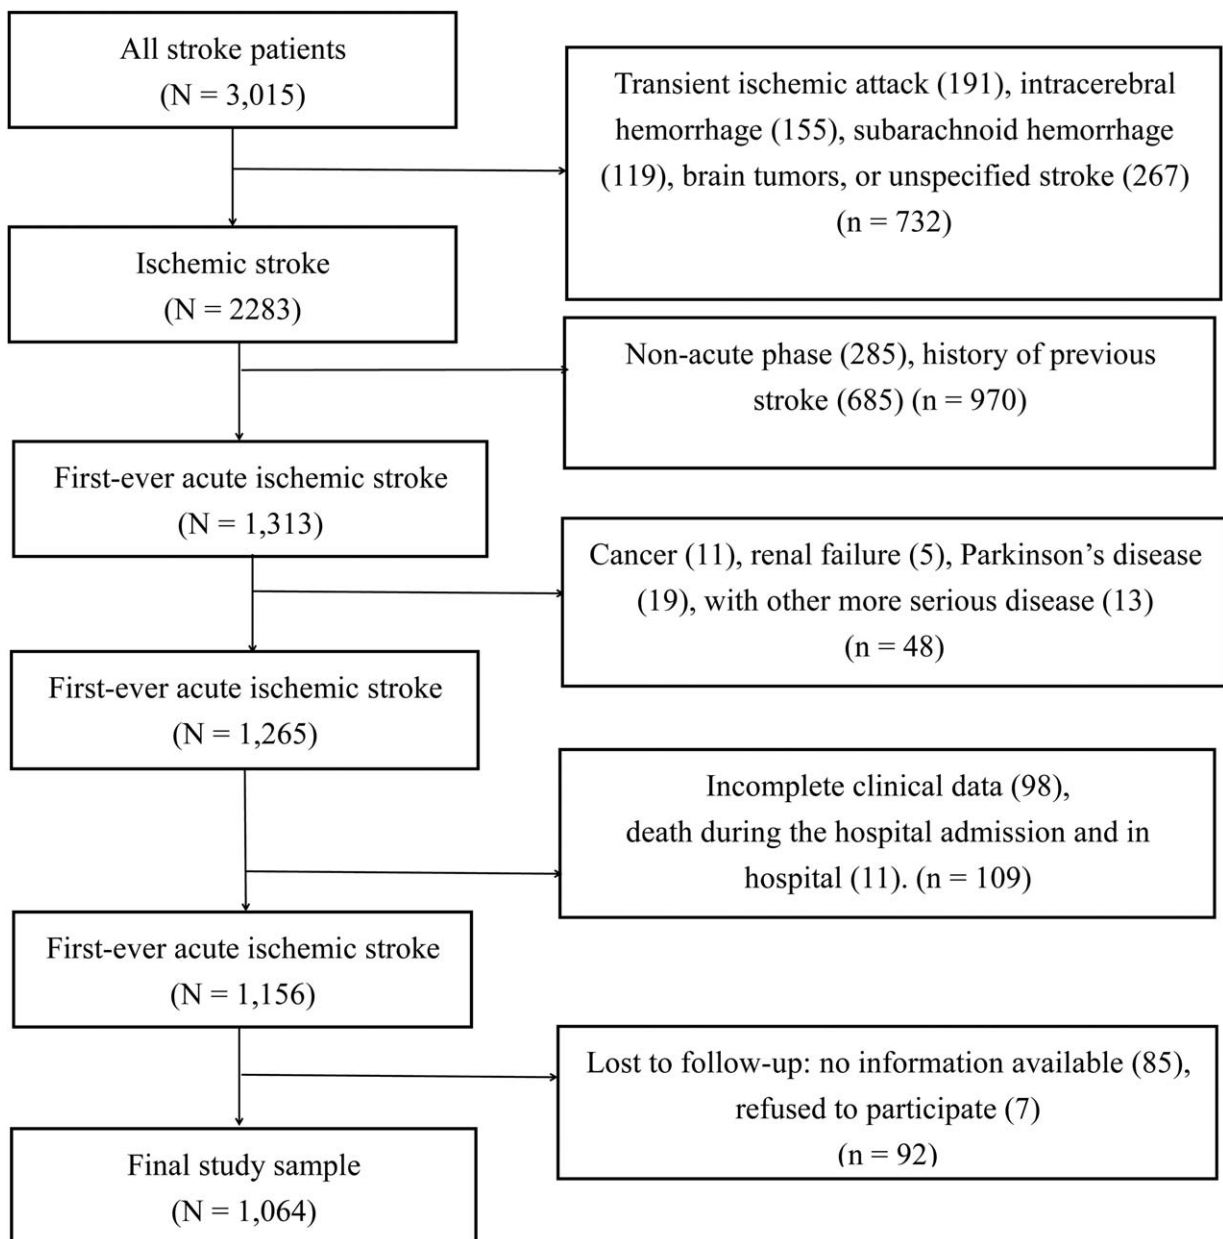 All stroke patients
(N = 3,015)
Transient ischemic attack (191), intracerebral
hemorrhage (155), subarachnoid hemorrhage
(119), brain tumors, or unspecified stroke (267)
(n = 732)
Ischemic stroke
(N = 2283)
Non-acute phase (285), history of previous
stroke (685) (n = 970)
First-ever acute ischemic stroke
(N = 1,313)
Cancer (11), renal failure (5), Parkinson’s disease
(19), with other more serious disease (13)
(n = 48)
First-ever acute ischemic stroke
(N = 1,265)
Incomplete clinical data (98),
death during the hospital admission and in
hospital (11). (n = 109)
First-ever acute ischemic stroke
(N = 1,156)
Lost to follow-up: no information available (85),
refused to participate (7)
(n = 92)
Final study sample
(N = 1,064)